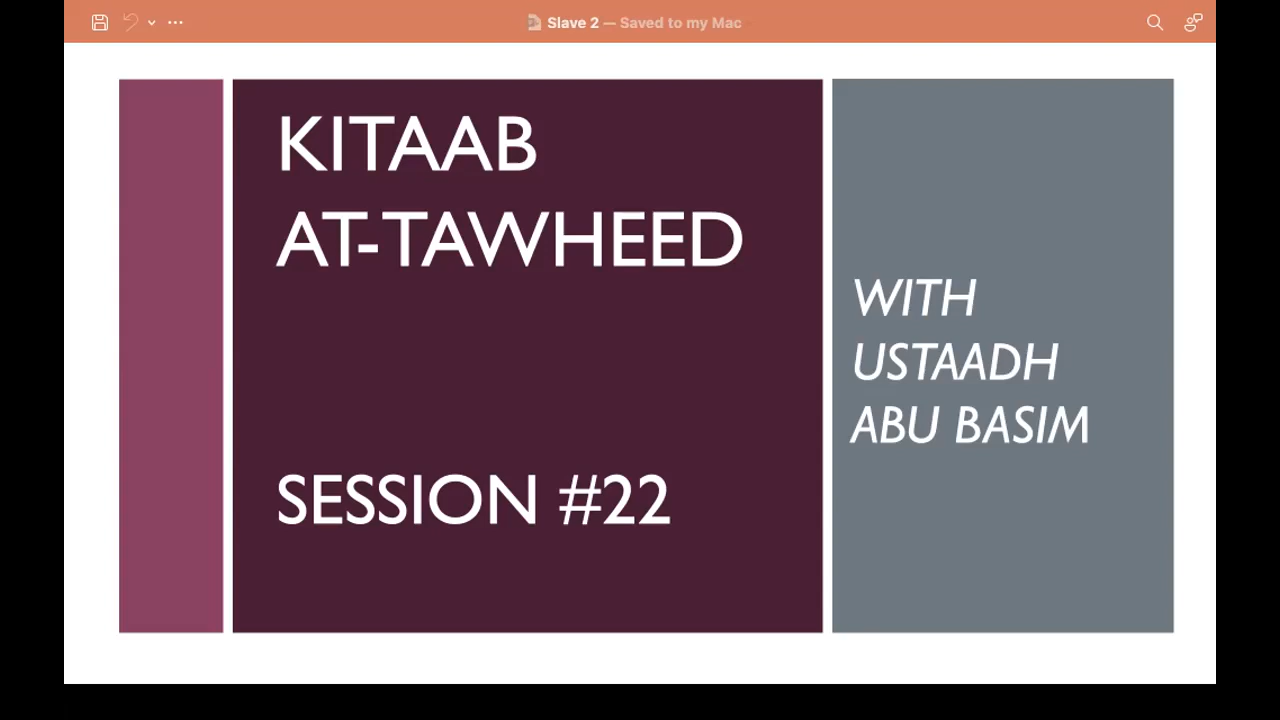 Slave 2 — Saved to my Mac
KITAAB
AT-TAWHEED
SESSION #22
WITH
USTAADH
ABU BASIM